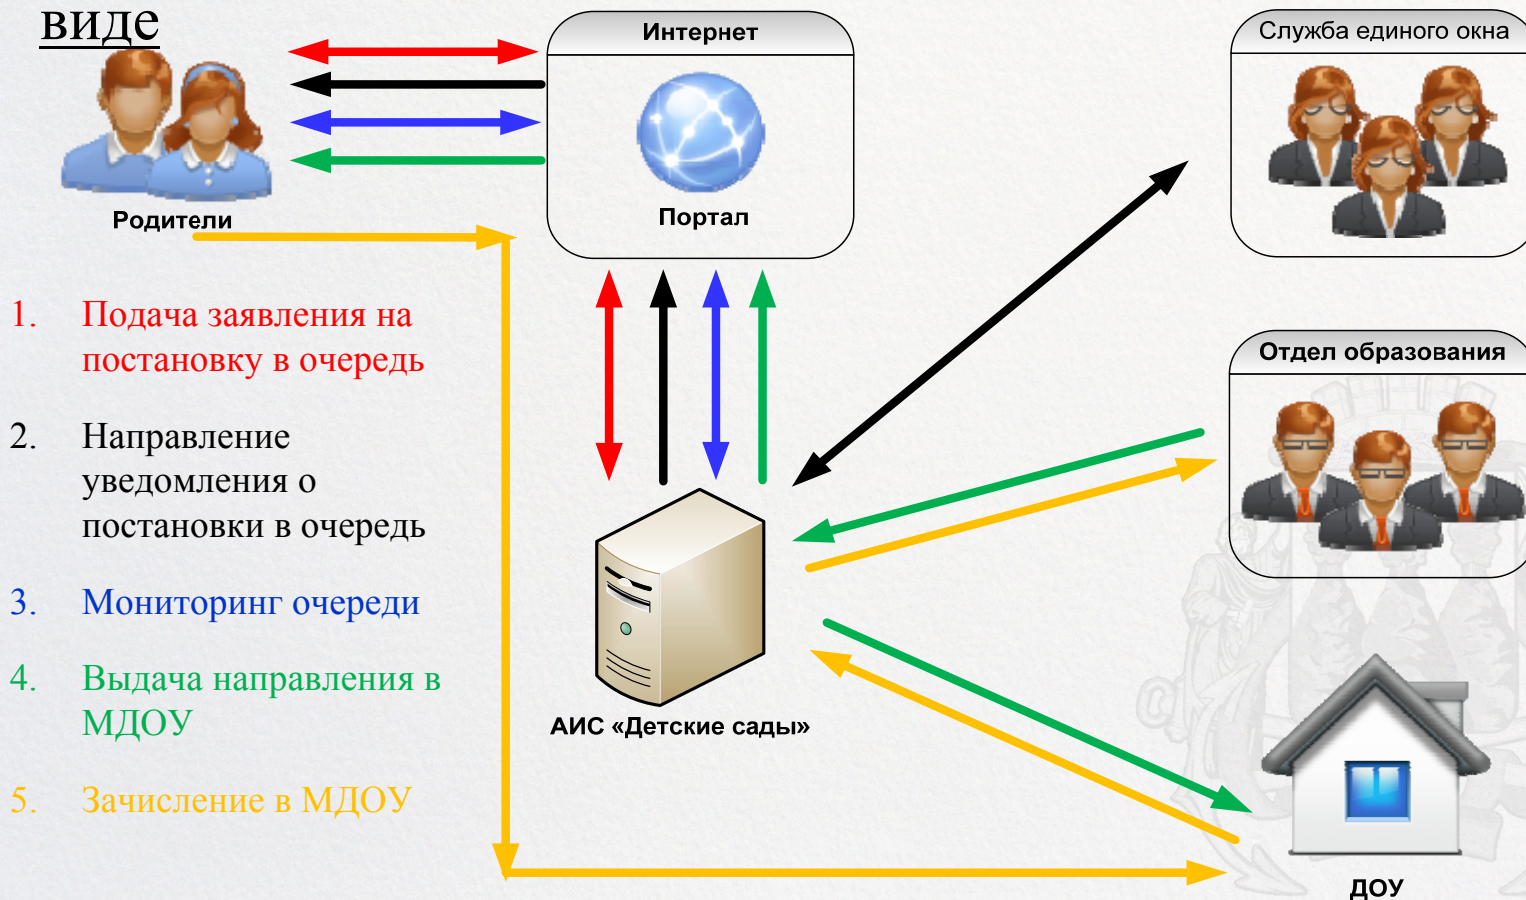 виде
Интернет
Служба единого окна
Родители
Портал
1. Подача заявления на
постановку в очередь
2. Направление
уведомления о
постановки в очередь
3. Мониторинг очереди
4. Выдача направления в
МДОУ
5. Зачисление в МДОУ
Отдел образования
АИС «Детские сады»
ДОУ